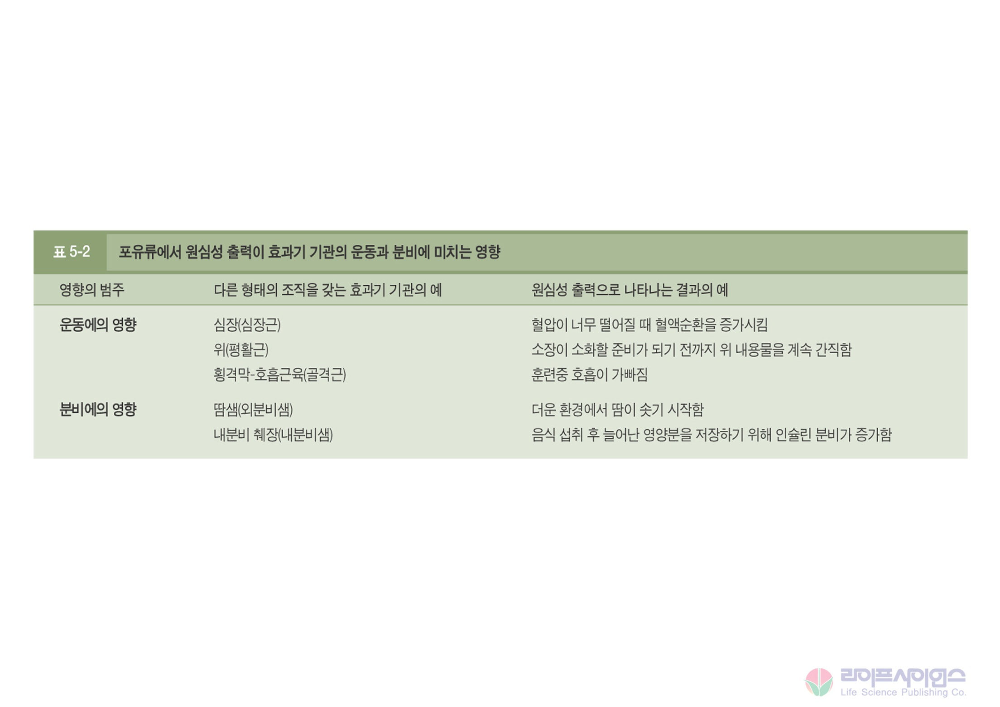 표 5-2 포유류에서 원심성 출력이 효과기 기관의 운동과 분비에 미치는 영향
영향의 범주 다른 형태의 조직을 갖는 효과기 기관의 예 원심성 출력으로 나타나는 결과의 예
운동에의 영향 심장(심장근) 혈압이 너무 떨어질 때 혈액순환을 증가시킴
위(평활근) 소장이 소화할 준비가 되기 전까지 위 내용물을 계속 간직함
횡격막-호흡근육(골격근) 훈련중 호흡이 가빠짐
분비에의 영향 땀샘(외분비샘) 더운 환경에서 땀이 솟기 시작함
내분비 췌장(내분비샘) 음식 섭취 후 늘어난 영양분을 저장하기 위해 인슐린 분비가 증가함
라이프사이언스
Life Science Publishing Co.